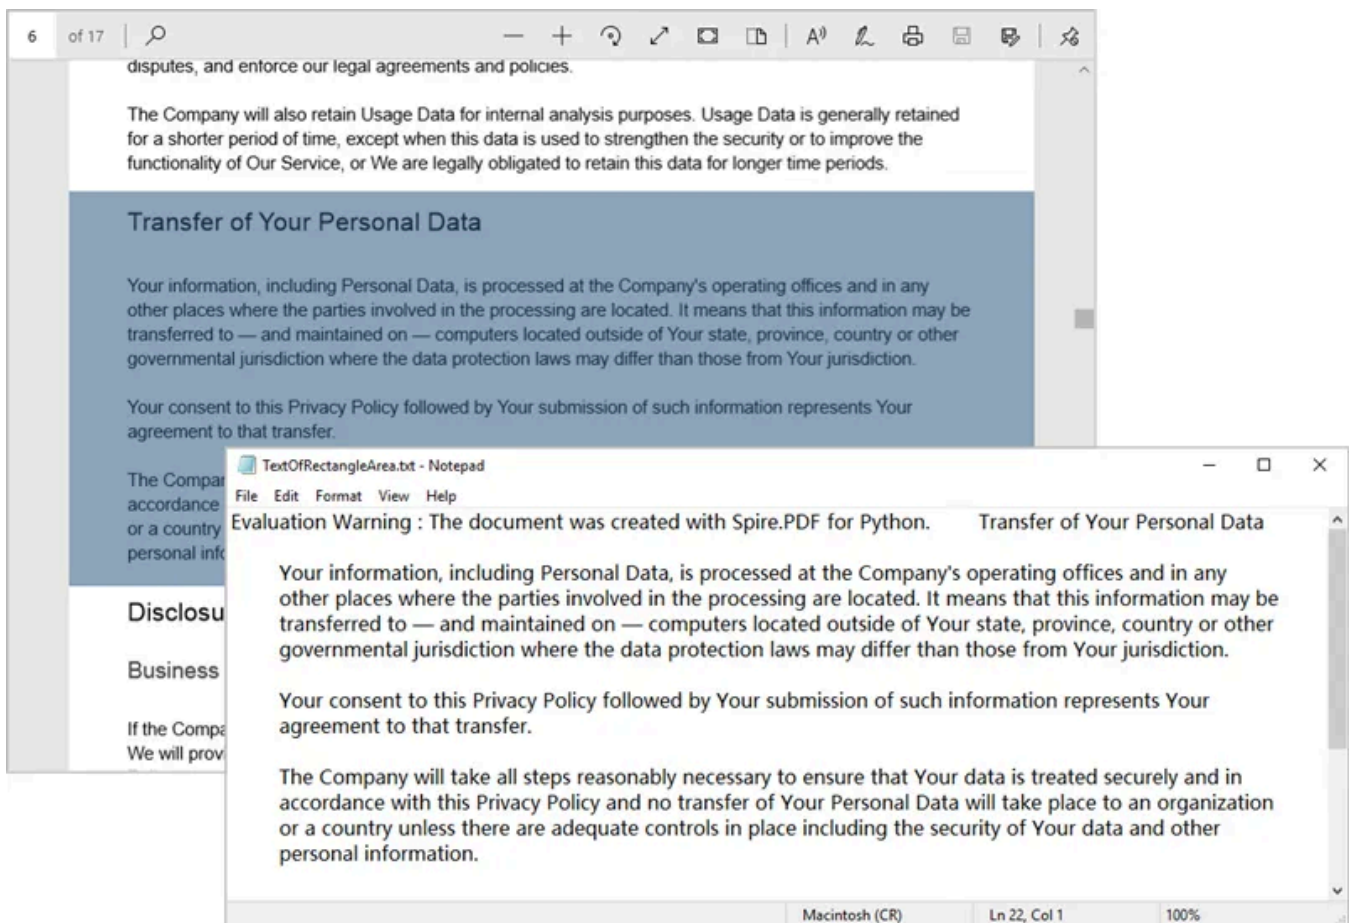 6 of 17
disputes, and enforce our legal agreements and policies.
The Company will also retain Usage Data for internal analysis purposes. Usage Data is generally retained
for a shorter period of time, except when this data is used to strengthen the security or to improve the
functionality of Our Service, or We are legally obligated to retain this data for longer time periods.
Transfer of Your Personal Data
Your information, including Personal Data, is processed at the Company's operating offices and in any
other places where the parties involved in the processing are located. It means that this information may be
transferred to — and maintained on — computers located outside of Your state, province, country or other
governmental jurisdiction where the data protection laws may differ than those from Your jurisdiction.
Your consent to this Privacy Policy followed by Your submission of such information represents Your
agreement to that transfer.
The Compan
accordance
or a country
personal info
Disclosu
Business
If the Compa
We will prov
TextOfRectangleArea.txt - Notepad
File Edit Format View Help
Evaluation Warning : The document was created with Spire.PDF for Python. Transfer of Your Personal Data
Your information, including Personal Data, is processed at the Company's operating offices and in any
other places where the parties involved in the processing are located. It means that this information may be
transferred to — and maintained on — computers located outside of Your state, province, country or other
governmental jurisdiction where the data protection laws may differ than those from Your jurisdiction.
Your consent to this Privacy Policy followed by Your submission of such information represents Your
agreement to that transfer.
The Company will take all steps reasonably necessary to ensure that Your data is treated securely and in
accordance with this Privacy Policy and no transfer of Your Personal Data will take place to an organization
or a country unless there are adequate controls in place including the security of Your data and other
personal information.
Macintosh (CR) Ln 22, Col 1 100%